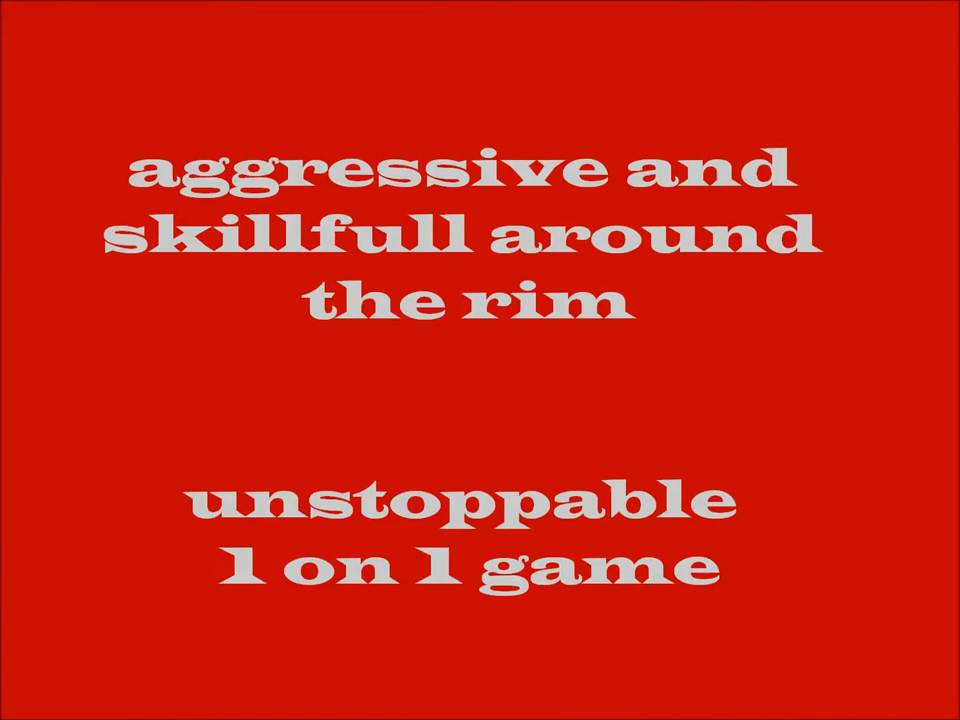 aggressive and
skillfull around
the rim
unstoppable
1 on 1 game